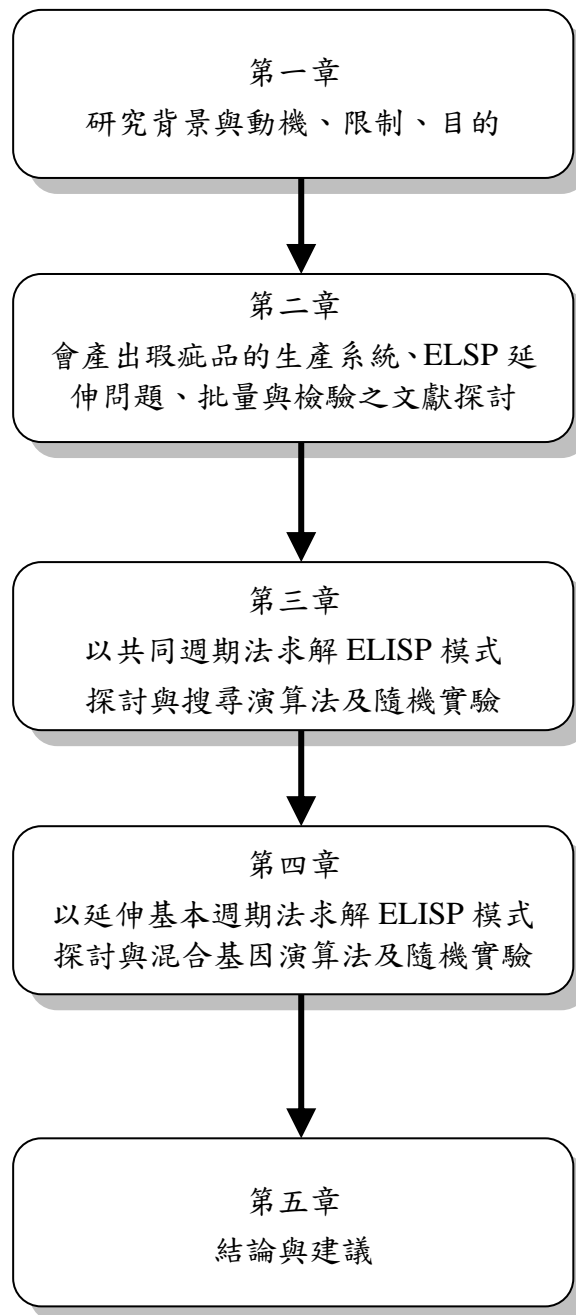 第一章
研究背景與動機、限制、目的
第二章
會產出瑕疵品的生產系統、ELSP 延
伸問題、批量與檢驗之文獻探討
第三章
以共同週期法求解 ELISP 模式
探討與搜尋演算法及隨機實驗
第四章
以延伸基本週期法求解 ELISP 模式
探討與混合基因演算法及隨機實驗
第五章
結論與建議